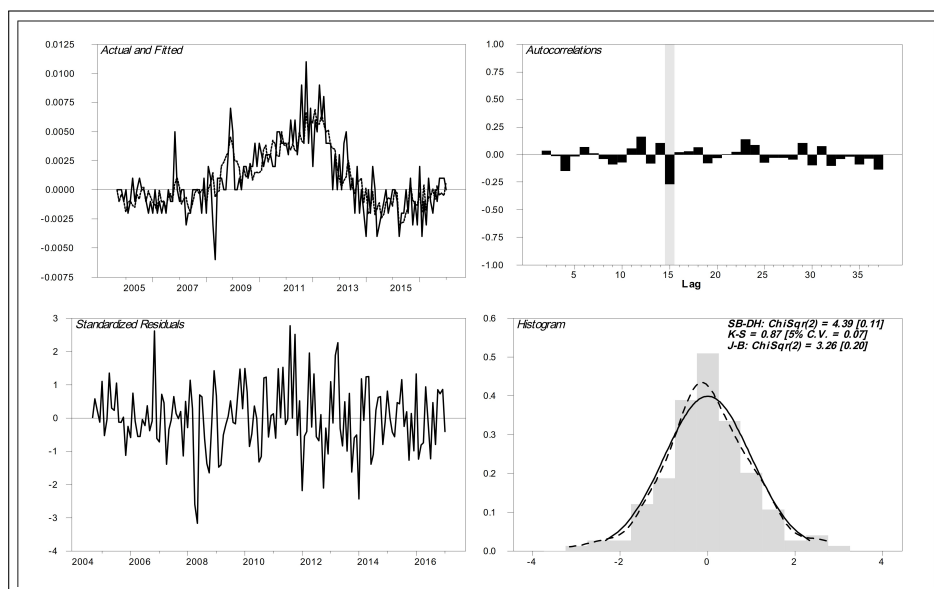 Actual and Fitted
0.0125
0.0100
0.0075
0.0050
0.0025
0.0000
-0.0025
-0.0050
-0.0075
2005 2007 2009 2011 2013 2015
Autocorrelations
1.00
0.75
0.50
0.25
0.00
-0.25
-0.50
-0.75
-1.00
5 10 15 20 25 30 35
Lag
Standardized Residuals
3
2
1
0
-1
-2
-3
-4
2004 2006 2008 2010 2012 2014 2016
Histogram
SB-DH: ChiSqr(2) = 4.39 [0.11]
K-S = 0.87 [5% C.V. = 0.07]
J-B: ChiSqr(2) = 3.26 [0.20]
0.6
0.5
0.4
0.3
0.2
0.1
0.0
-4 -2 0 2 4